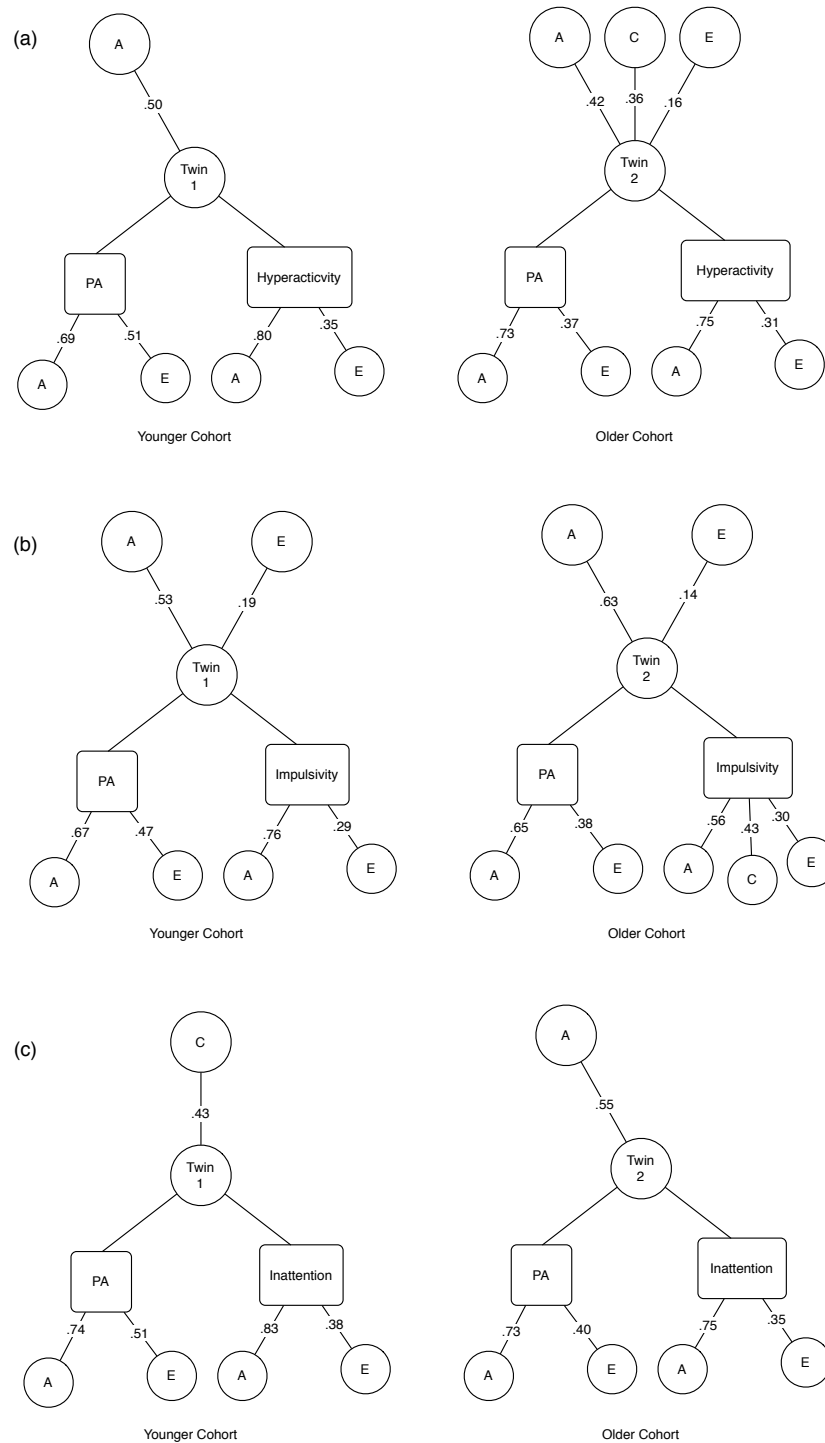 (a)
A
A
C
E
.50
.42
.36
.16
Twin
1
Twin
2
PA
Hyperacticvity
PA
Hyperactivity
.69
.51
.80
.35
.73
.37
.75
.31
A
E
A
E
A
E
A
E
Younger Cohort
Older Cohort
(b)
A
E
A
E
.53
.19
.63
.14
Twin
1
Twin
2
PA
Impulsivity
PA
Impulsivity
.67
.47
.76
.29
.65
.38
.56
.43
.30
A
E
A
E
A
E
A
C
E
Younger Cohort
Older Cohort
(c)
C
A
.43
.55
Twin
1
Twin
2
PA
Inattention
PA
Inattention
.74
.51
.83
.38
.73
.40
.75
.35
A
E
A
E
A
E
A
E
Younger Cohort
Older Cohort